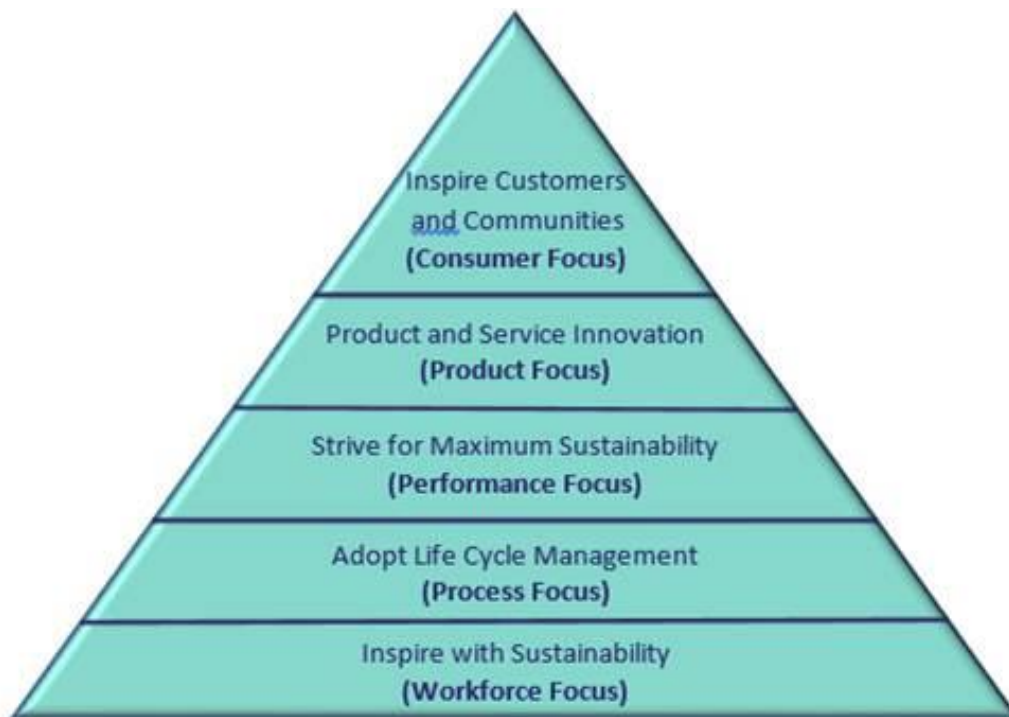 Inspire Customers
and Communities
(Consumer Focus)
Product and Service Innovation
(Product Focus)
Strive for Maximum Sustainability
(Performance Focus)
Adopt Life Cycle Management
(Process Focus)
Inspire with Sustainability
(Workforce Focus)